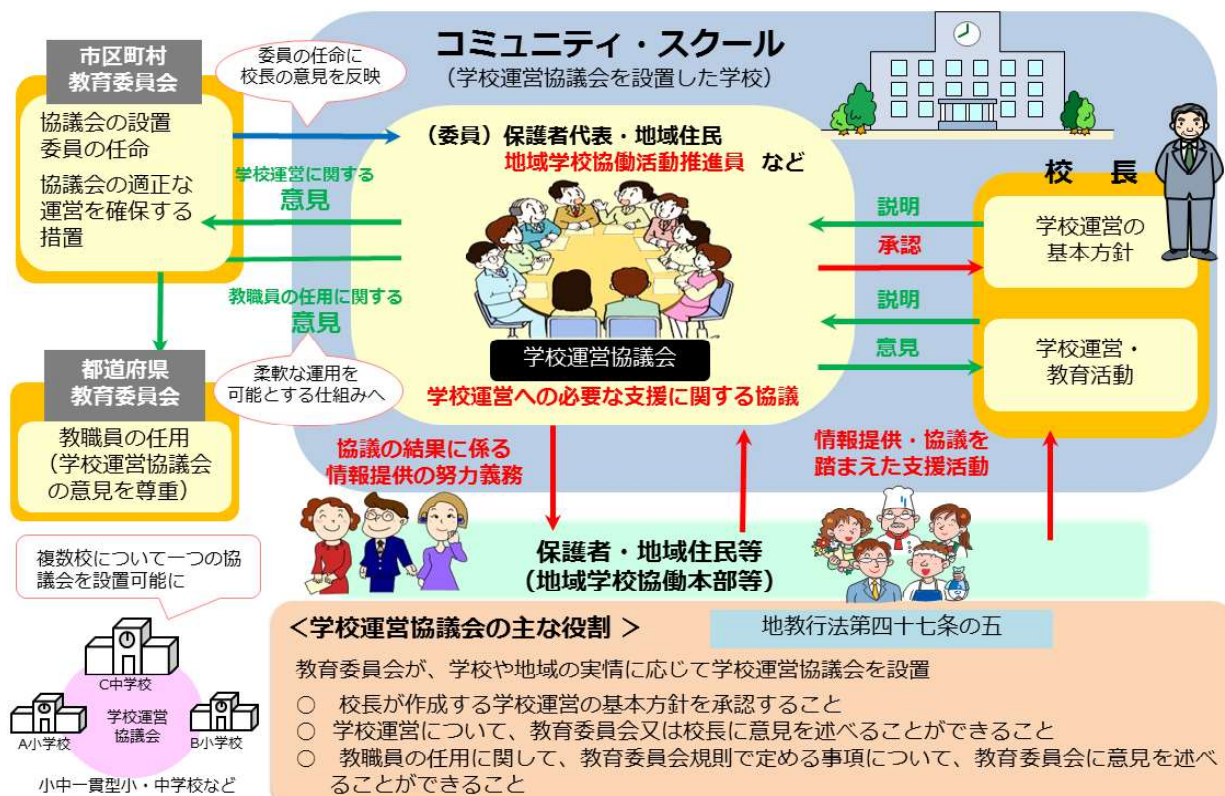 コミュニティ・スクール
（学校運営協議会を設置した学校）
市区町村
教育委員会
協議会の設置
委員の任命
協議会の適正な
運営を確保する
措置
委員の任命に
校長の意見を反映
学校運営に関する
意見
教職員の任用に関する
意見
柔軟な運用を
可能とする仕組みへ
都道府県
教育委員会
教職員の任用
（学校運営協議会
の意見を尊重）
（委員）保護者代表・地域住民
地域学校協働活動推進員 など
学校運営協議会
学校運営への必要な支援に関する協議
校 長
学校運営の
基本方針
学校運営・
教育活動
説明
承認
説明
意見
協議の結果に係る
情報提供の努力義務
情報提供・協議を
踏まえた支援活動
保護者・地域住民等
（地域学校協働本部等）
複数校について一つの協
議会を設置可能に
C中学校
A小学校
学校運営
協議会
B小学校
小中一貫型小・中学校など
＜学校運営協議会の主な役割 ＞
地教行法第四十七条の五
教育委員会が、学校や地域の実情に応じて学校運営協議会を設置
○ 校長が作成する学校運営の基本方針を承認すること
○ 学校運営について、教育委員会又は校長に意見を述べることができること
○ 教職員の任用に関して、教育委員会規則で定める事項について、教育委員会に意見を述べ
ることができること